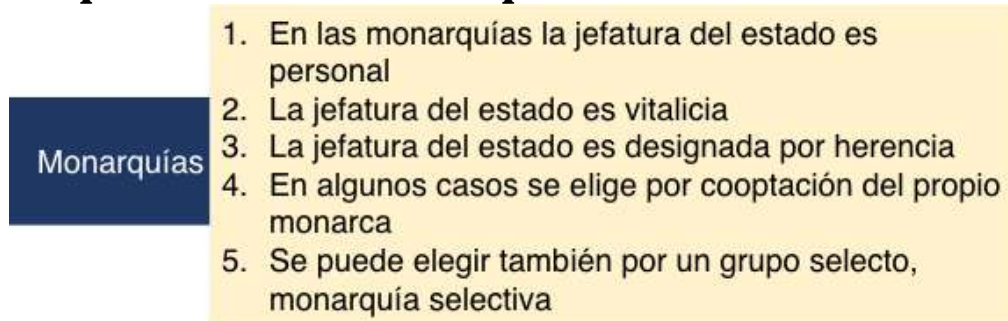 Monarquías
1. En las monarquías la jefatura del estado es
personal
2. La jefatura del estado es vitalicia
3. La jefatura del estado es designada por herencia
4. En algunos casos se elige por cooptación del propio
monarca
5. Se puede elegir también por un grupo selecto,
monarquía selectiva